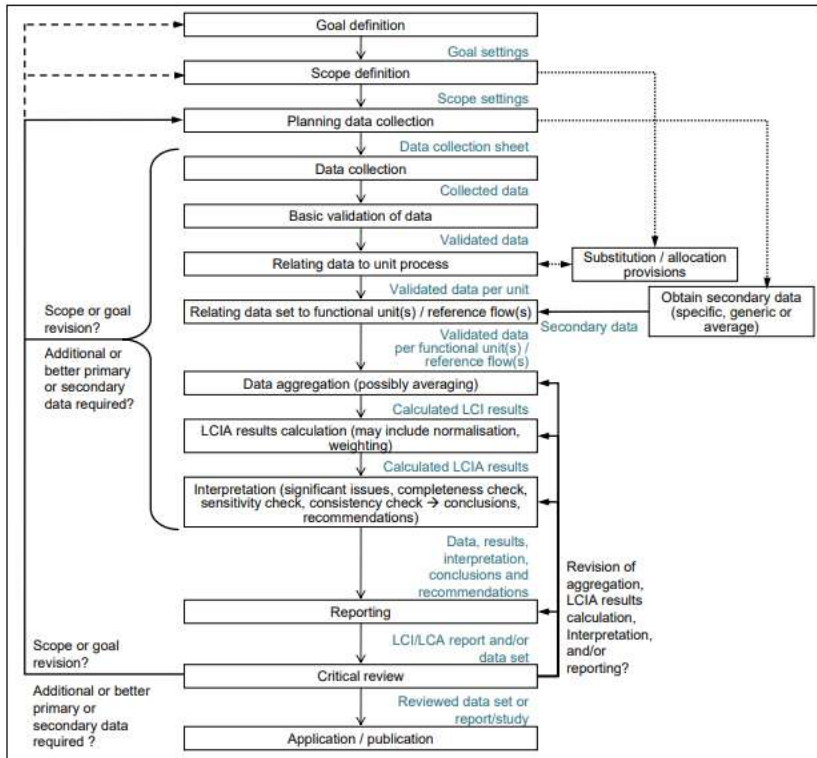 Goal definition
Goal settings
Scope definition
Scope settings
Planning data collection
Data collection sheet
Data collection
Collected data
Basic validation of data
Validated data
Relating data to unit process
Substitution / allocation
provisions
Validated data per unit
Relating data set to functional unit(s) / reference flow(s)
Obtain secondary data
(specific, generic or
average)
Secondary data
Validated data
per functional unit(s) /
reference flow(s)
Scope or goal
revision?
Additional or
better primary
or secondary
data required?
Data aggregation (possibly averaging)
Calculated LCI results
LCIA results calculation (may include normalisation,
weighting)
Calculated LCIA results
Interpretation (significant issues, completeness check,
sensitivity check, consistency check → conclusions,
recommendations)
Data, results,
interpretation,
conclusions and
recommendations
Revision of
aggregation,
LCIA results
calculation,
Interpretation,
and/or
reporting?
Reporting
LCI/LCA report and/or
data set
Scope or goal
revision?
Critical review
Additional or better
primary or
secondary data
required ?
Reviewed data set or
report/study
Application / publication